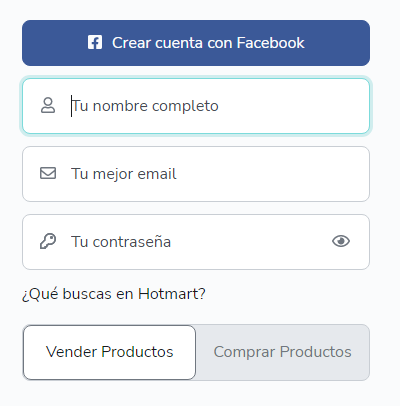 Crear cuenta con Facebook
Tu nombre completo
Tu mejor email
Tu contraseña
¿Qué buscas en Hotmart?
Vender Productos Comprar Productos